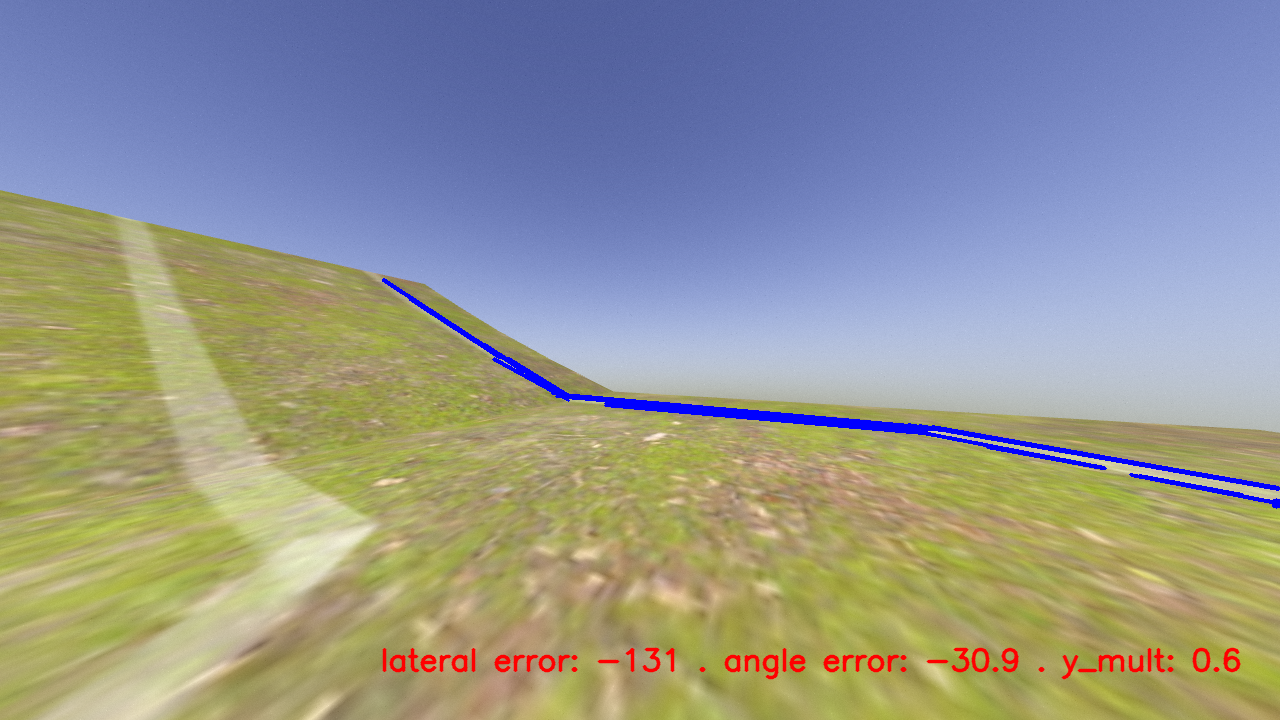 lateral error: -131 . angle error: -30.9 . y_mult: 0.6